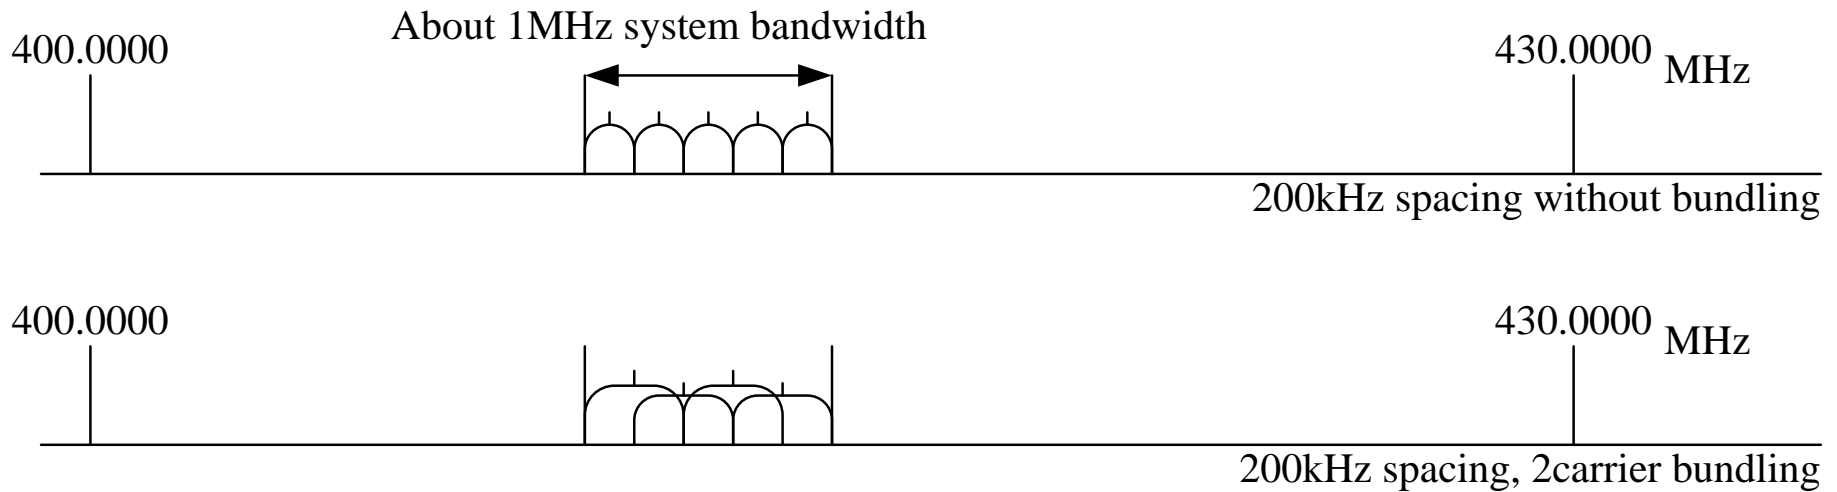 About 1MHz system bandwidth
400.0000
430.0000 MHz
200kHz spacing without bundling
400.0000
430.0000 MHz
200kHz spacing, 2carrier bundling